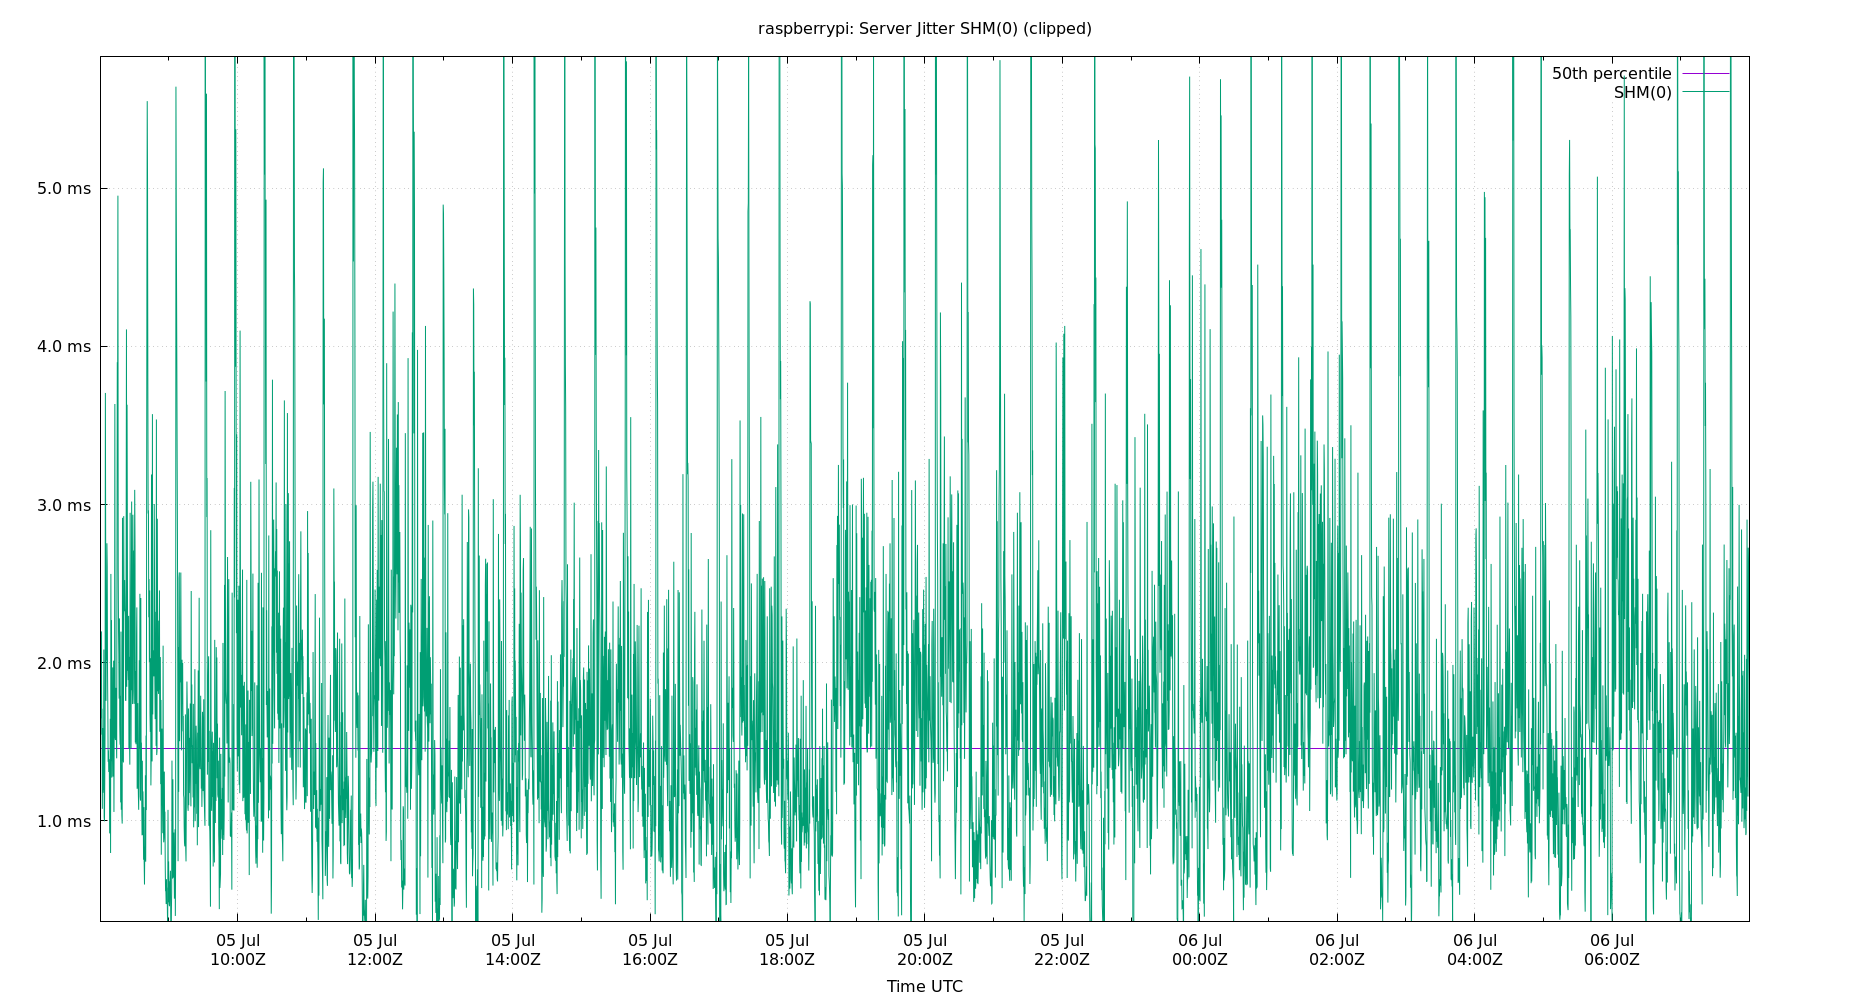 raspberrypi: Server Jitter SHM(0) (clipped)
50th percentile
SHM(0)
5.0 ms
4.0 ms
3.0 ms
2.0 ms
1.0 ms
05 Jul 05 Jul 05 Jul 05 Jul 05 Jul 05 Jul 05 Jul 06 Jul 06 Jul 06 Jul 06 Jul
10:00Z 12:00Z 14:00Z 16:00Z 18:00Z 20:00Z 22:00Z 00:00Z 02:00Z 04:00Z 06:00Z
Time UTC